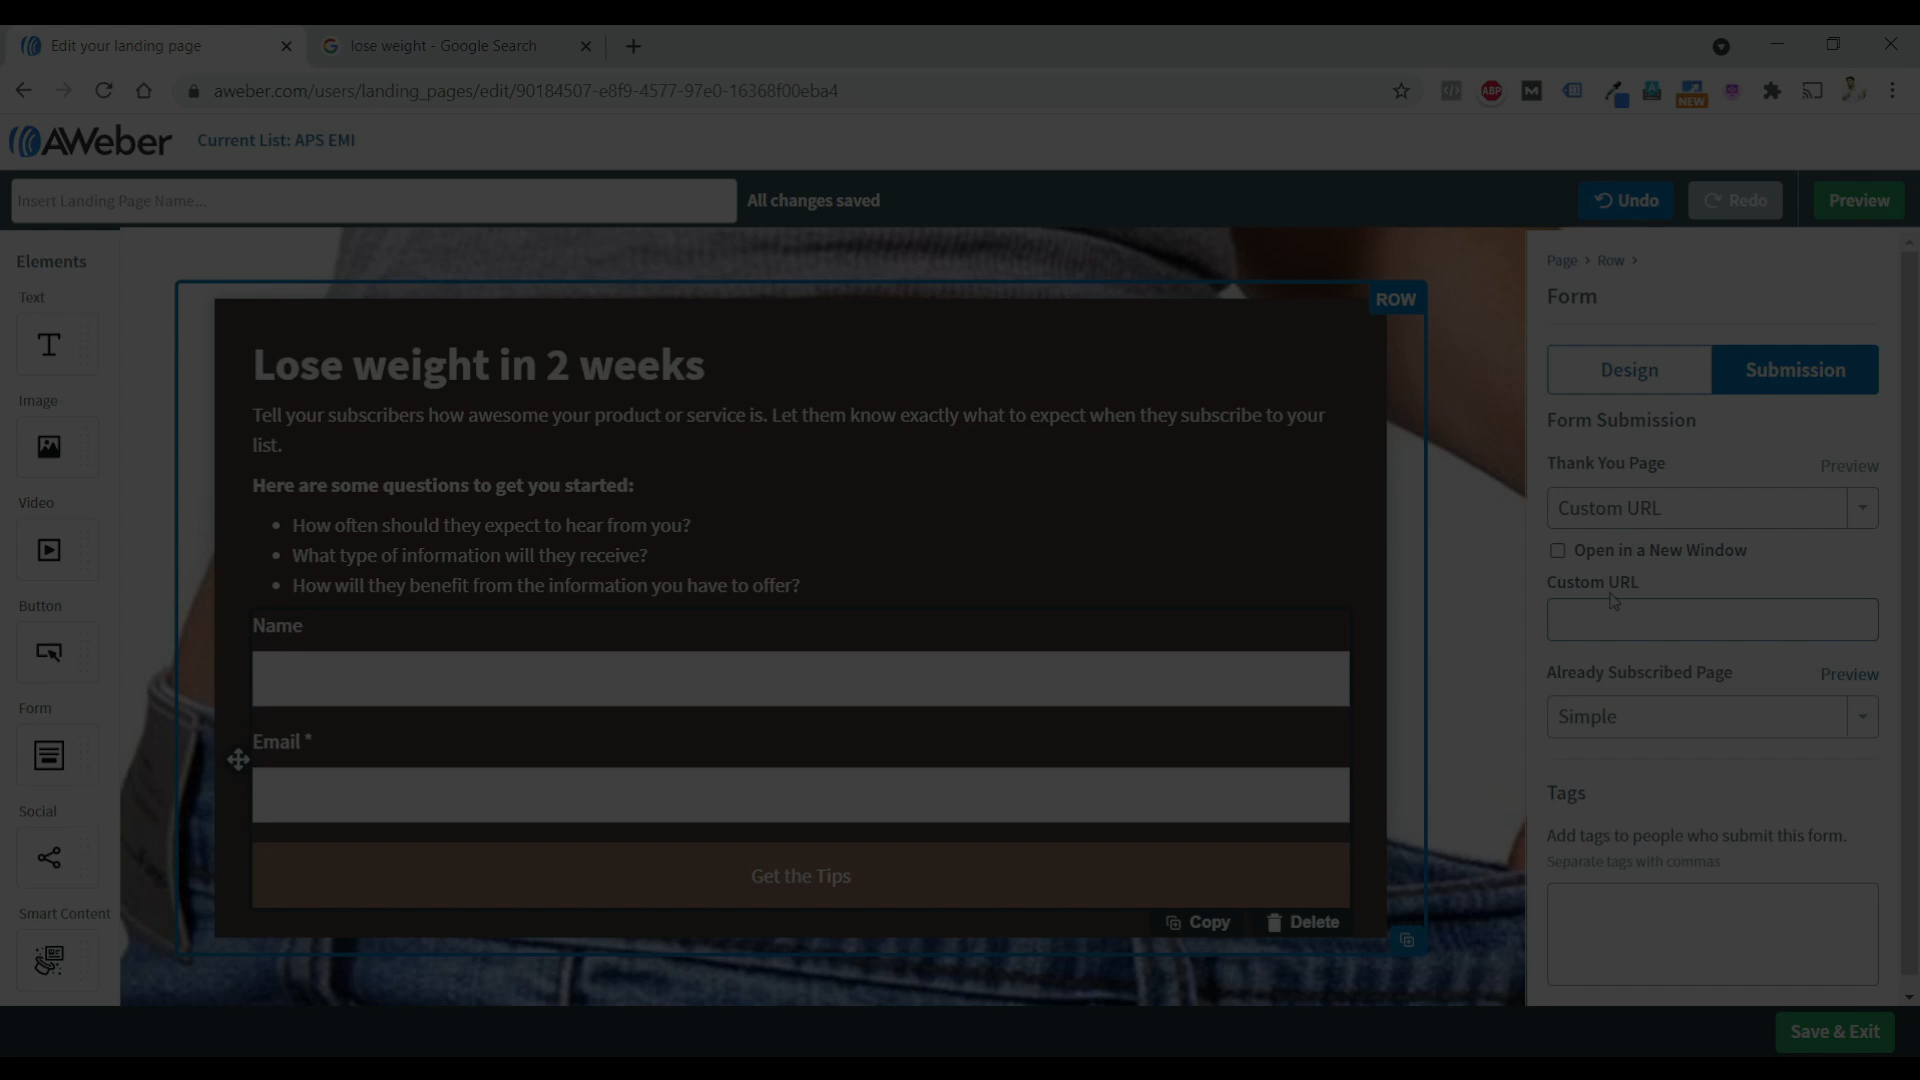 Edit your landing page
lose weight - Google Search
aweber.com/users/landing_pages/edit/90184507-e8f9-4577-97e0-16368f00eba4
ABP
M
NEW
AWeber
Current List: APS EMI
Insert Landing Page Name...
All changes saved
Undo
Redo
Preview
Elements
Text
Image
Video
Button
Form
Social
Smart Content
ROW
Lose weight in 2 weeks
Tell your subscribers how awesome your product or service is. Let them know exactly what to expect when they subscribe to your
list.
Here are some questions to get you started:
• How often should they expect to hear from you?
• What type of information will they receive?
• How will they benefit from the information you have to offer?
Name
Email *
Get the Tips
Copy
Delete
Page > Row >
Form
Design
Submission
Form Submission
Thank You Page
Preview
Custom URL
Open in a New Window
Custom URL
Already Subscribed Page
Preview
Simple
Tags
Add tags to people who submit this form.
Separate tags with commas
Save & Exit